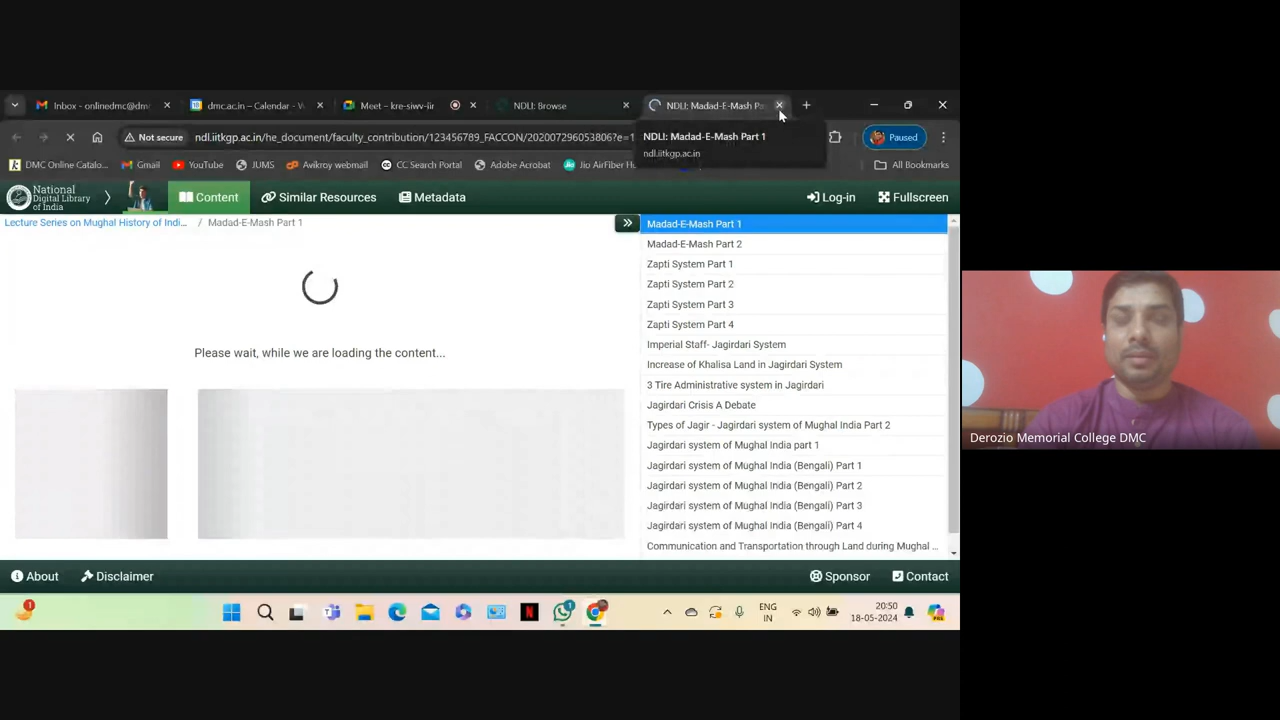 Inbox - onlinedmc@dm
dmc.ac.in – Calendar - W
Meet – kre-siwv-iir
NDLI: Browse
NDLI: Madad-E-Mash Pa
Not secure
ndl.iitkgp.ac.in/he_document/faculty_contribution/123456789_FACCON/20200729605380​6?e=1
NDLI: Madad-E-Mash Part 1
ndl.iitkgp.ac.in
Paused
DMC Online Catalo...
Gmail
YouTube
JUMS
Avikroy webmail
CC Search Portal
Adobe Acrobat
Jio AirFiber H
All Bookmarks
National
Digital Library
of India
Content
Similar Resources
Metadata
Log-in
Fullscreen
Lecture Series on Mughal History of Indi... / Madad-E-Mash Part 1
Please wait, while we are loading the content...
Madad-E-Mash Part 1
Madad-E-Mash Part 2
Zapti System Part 1
Zapti System Part 2
Zapti System Part 3
Zapti System Part 4
Imperial Staff- Jagirdari System
Increase of Khalisa Land in Jagirdari System
3 Tire Administrative system in Jagirdari
Jagirdari Crisis A Debate
Types of Jagir - Jagirdari system of Mughal India Part 2
Jagirdari system of Mughal India part 1
Jagirdari system of Mughal India (Bengali) Part 1
Jagirdari system of Mughal India (Bengali) Part 2
Jagirdari system of Mughal India (Bengali) Part 3
Jagirdari system of Mughal India (Bengali) Part 4
Communication and Transportation through Land during Mughal ...
Derozio Memorial College DMC
About
Disclaimer
Sponsor
Contact
1
N
1
ENG
IN
20:50
18-05-2024
PRE